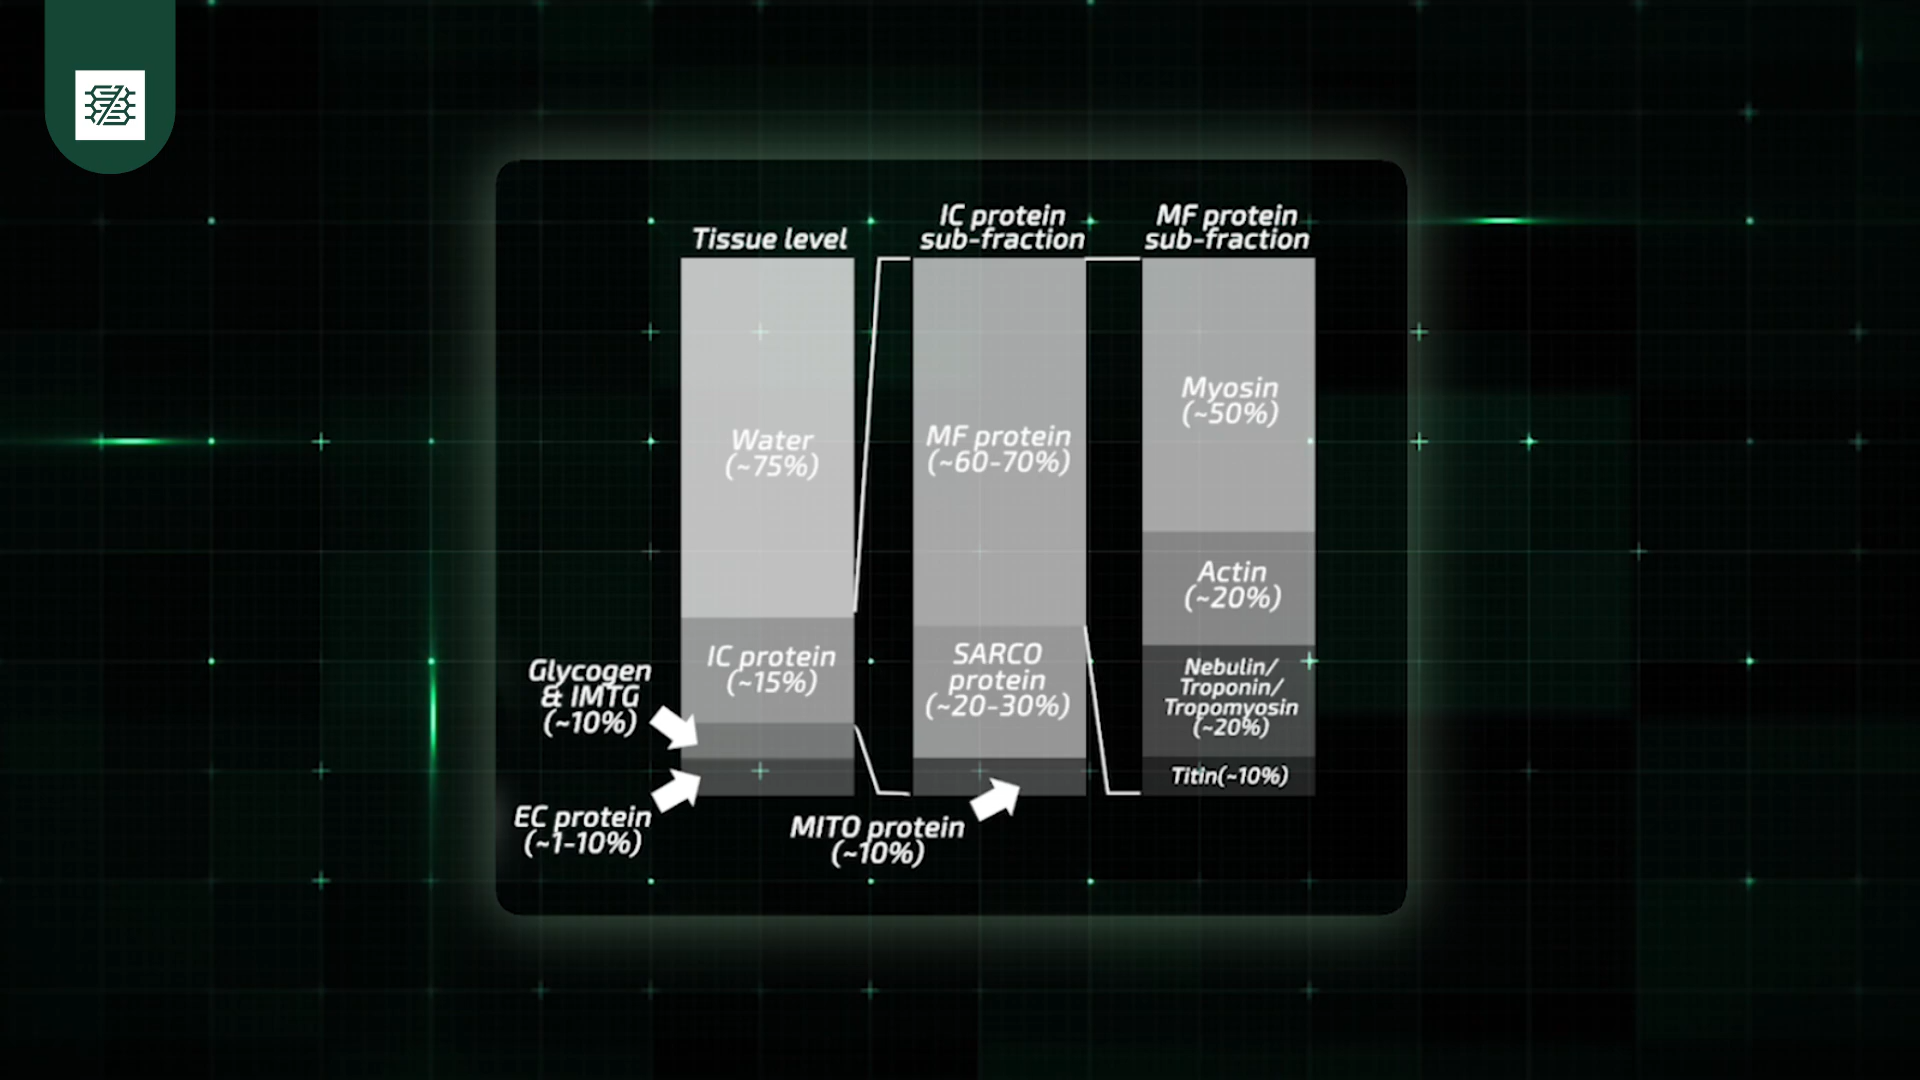 Tissue level
IC protein
sub-fraction
MF protein
sub-fraction
Water
(~75%)
IC protein
(~15%)
Glycogen
& IMTG
(~10%)
EC protein
(~1-10%)
MF protein
(~60-70%)
SARCO
protein
(~20-30%)
MITO protein
(~10%)
Myosin
(~50%)
Actin
(~20%)
Nebulin/
Troponin/
Tropomyosin
(~20%)
Titin(~10%)